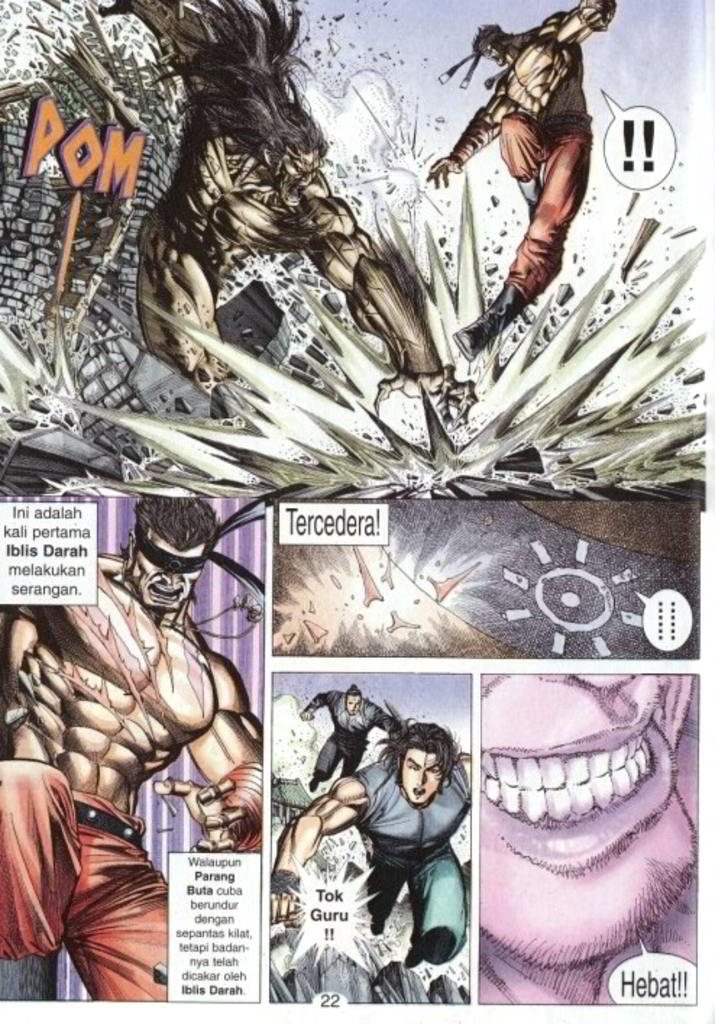 POM
!!
Ini adalah
kali pertama
Iblis Darah
melakukan
serangan.
Tercedera!
Walaupun
Parang
Buta cuba
berundur
dengan
sepantas kilat,
tetapi badan-
nya telah
dicakar oleh
Iblis Darah.
Tok
Guru
!!
Hebat!!
22